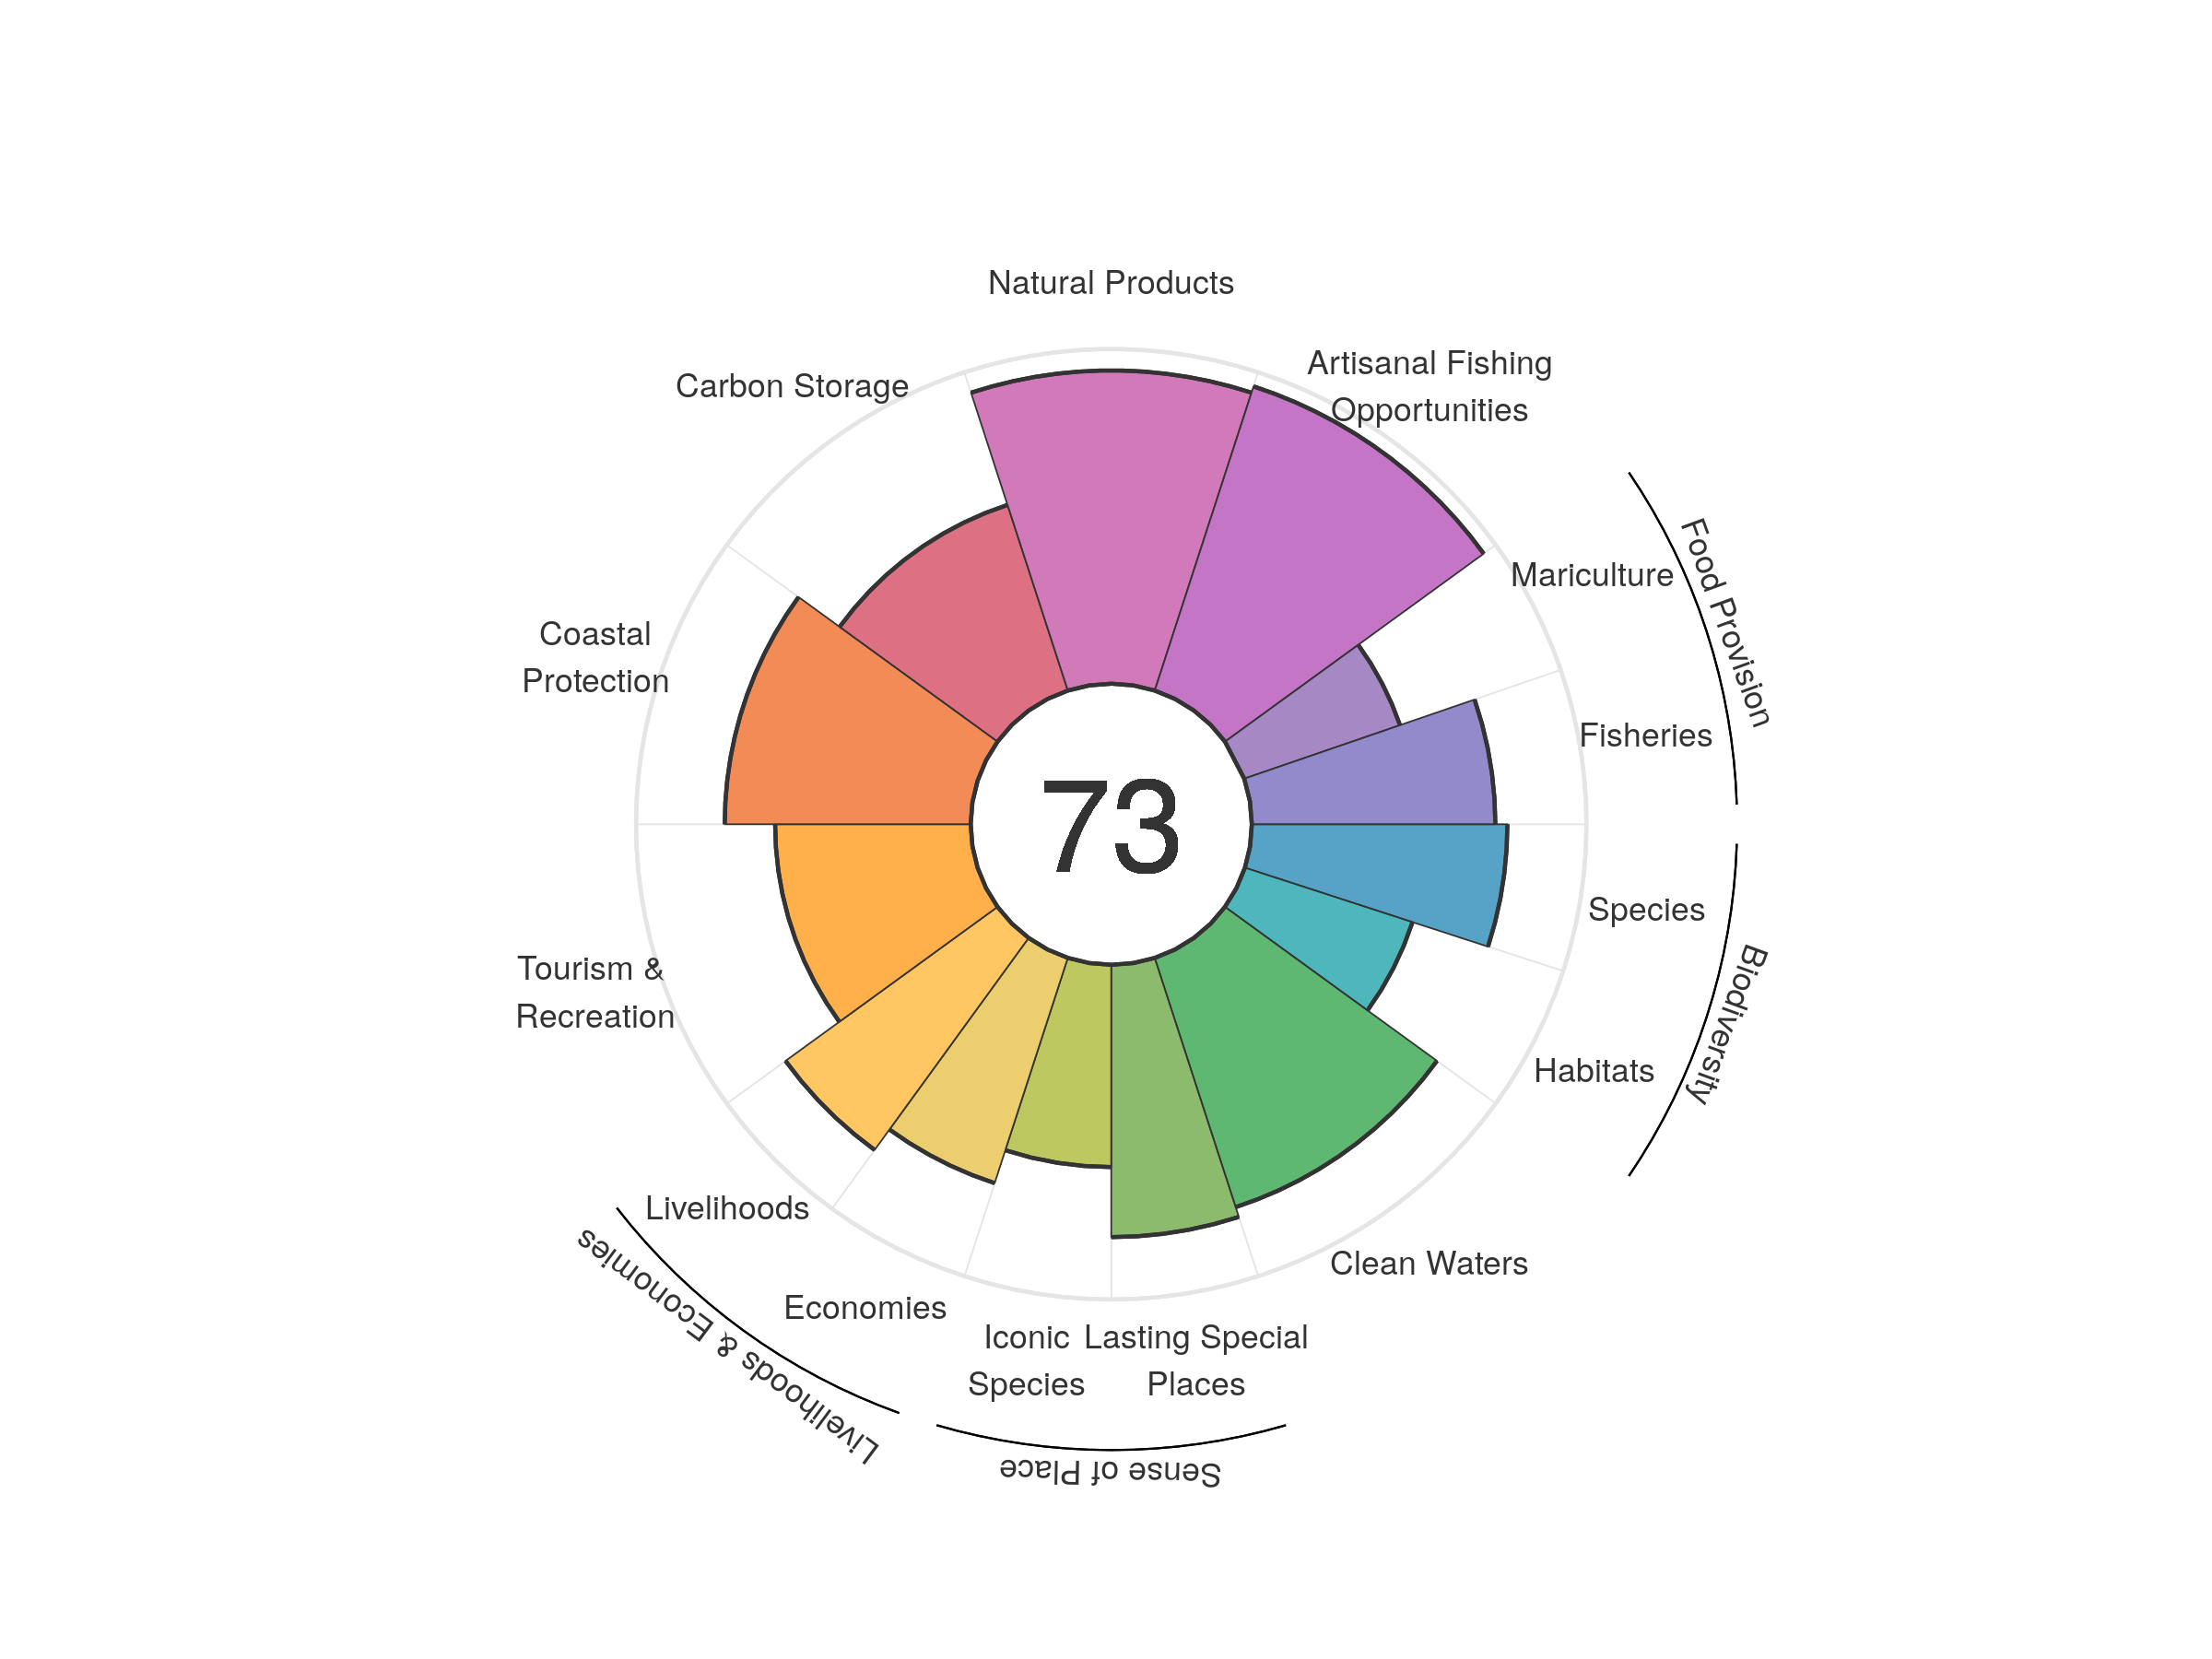 Natural Products
Artisanal Fishing
Opportunities
Carbon Storage
Mariculture
Food Provision
Coastal
Protection
Fisheries
73
Species
Biodiversity
Tourism &
Recreation
Habitats
Livelihoods
Clean Waters
Economies
Livelihoods & Economies
Iconic
Species
Lasting Special
Places
Sense of Place